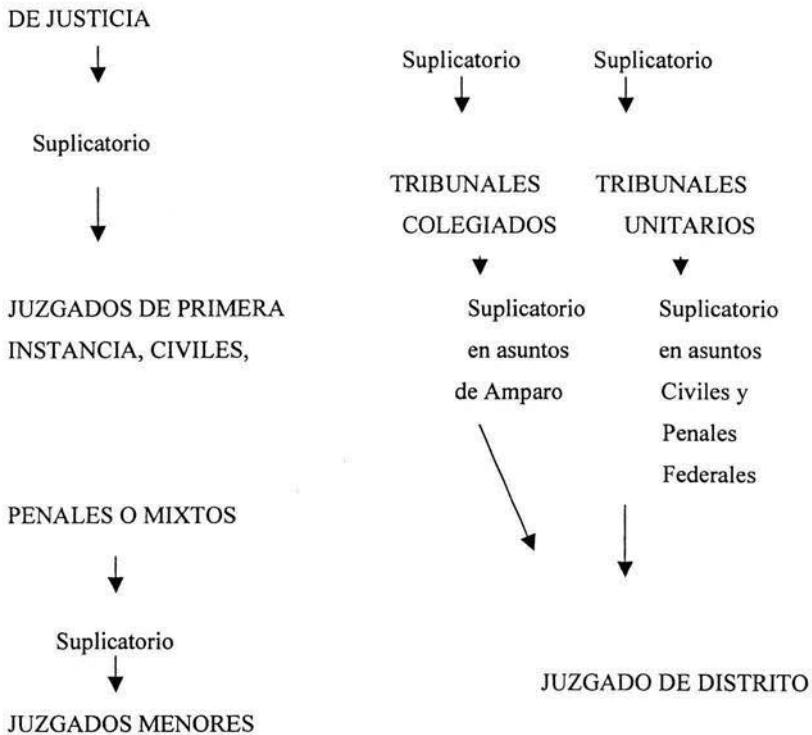 DE JUSTICIA
Suplicatorio
JUZGADOS DE PRIMERA
INSTANCIA, CIVILES,
PENALES O MIXTOS
Suplicatorio
JUZGADOS MENORES
Suplicatorio
TRIBUNALES
COLEGIADOS
Suplicatorio
en asuntos
de Amparo
Suplicatorio
TRIBUNALES
UNITARIOS
Suplicatorio
en asuntos
Civiles y
Penales
Federales
JUZGADO DE DISTRITO